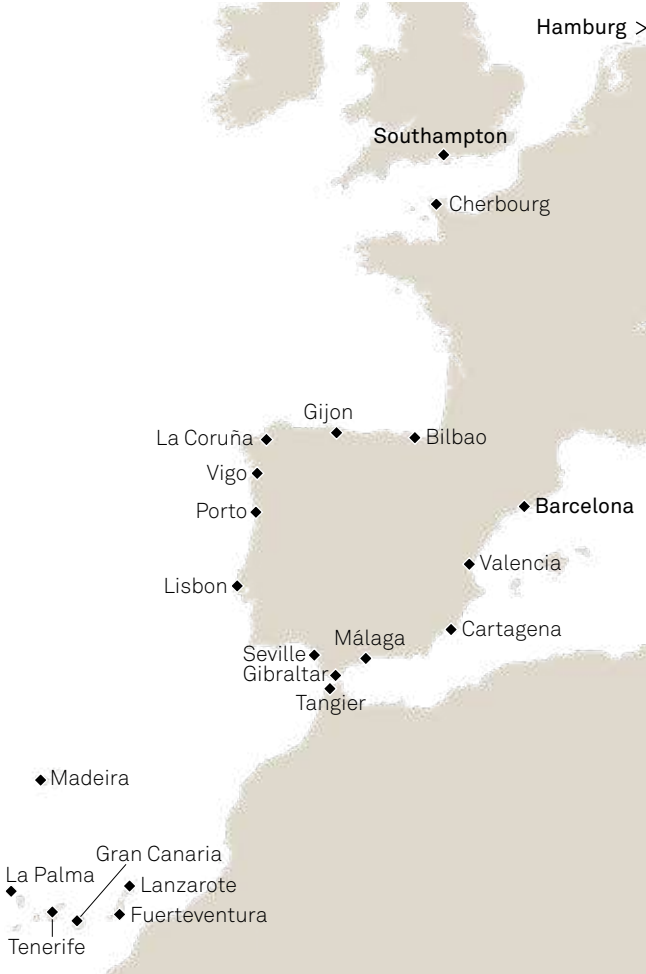 Hamburg >
Southampton
Cherbourg
Gijon
La Coruña
Bilbao
Vigo
Porto
Barcelona
Valencia
Lisbon
Cartagena
Málaga
Seville
Gibraltar
Tangier
Madeira
Gran Canaria
La Palma
Lanzarote
Fuerteventura
Tenerife